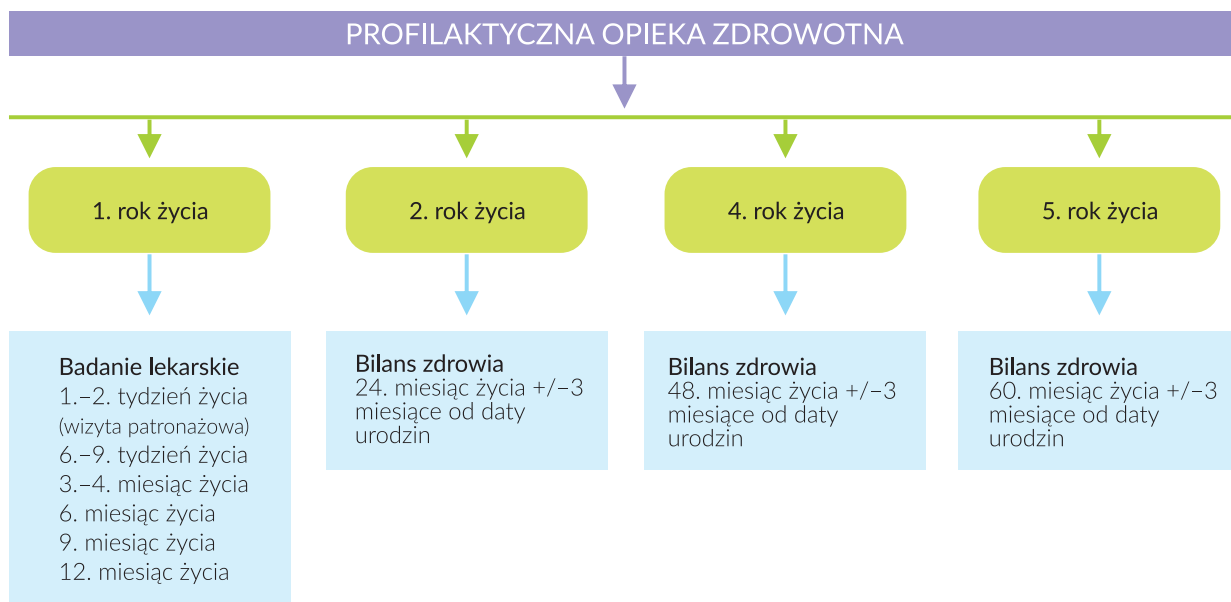 PROFILAKTYCZNA OPIEKA ZDROWOTNA
1. rok życia
2. rok życia
4. rok życia
5. rok życia
Badanie lekarskie
1.–2. tydzień życia
(wizyta patronażowa)
6.–9. tydzień życia
3.–4. miesiąc życia
6. miesiąc życia
9. miesiąc życia
12. miesiąc życia
Bilans zdrowia
24. miesiąc życia +/–3
miesiące od daty
urodzin
Bilans zdrowia
48. miesiąc życia +/–3
miesiące od daty
urodzin
Bilans zdrowia
60. miesiąc życia +/–3
miesiące od daty
urodzin